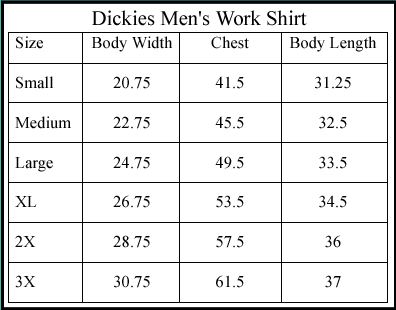 Dickies Men's Work Shirt
Size Body Width Chest Body Length
Small 20.75 41.5 31.25
Medium 22.75 45.5 32.5
Large 24.75 49.5 33.5
XL 26.75 53.5 34.5
2X 28.75 57.5 36
3X 30.75 61.5 37